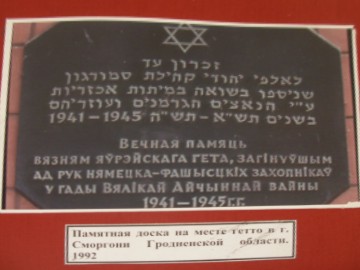 זכרון עד
לאלפי יהודי קהילת סמורגון
שניספו בשואה במיתות אכזריות
ע"י הנאצים הגרמנים ועוזריהם
בשנים תש"א-תש"ה 1941-1945
Вечная памяць
вязням яўрэйскага гета, загінуўшым
ад рук нямецка-фашысцкіх захопнікаў
у гады Вялікай Айчыннай вайны
1941-1945 г.г.
Памятная доска на месте гетто в г.
Сморгони Гродненской области.
1992